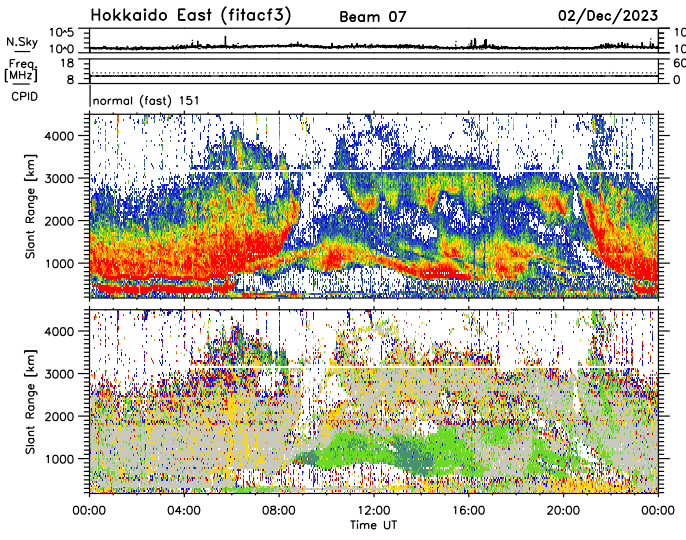 Hokkaido East (fitacf3) Beam 07 02/Dec/2023
N.Sky 10^5 10^0
Freq. [MHz] 18 8 60 0
CPID normal (fast) 151
Slant Range [km] 4000 3000 2000 1000
Slant Range [km] 4000 3000 2000 1000
00:00 04:00 08:00 12:00 16:00 20:00 00:00
Time UT